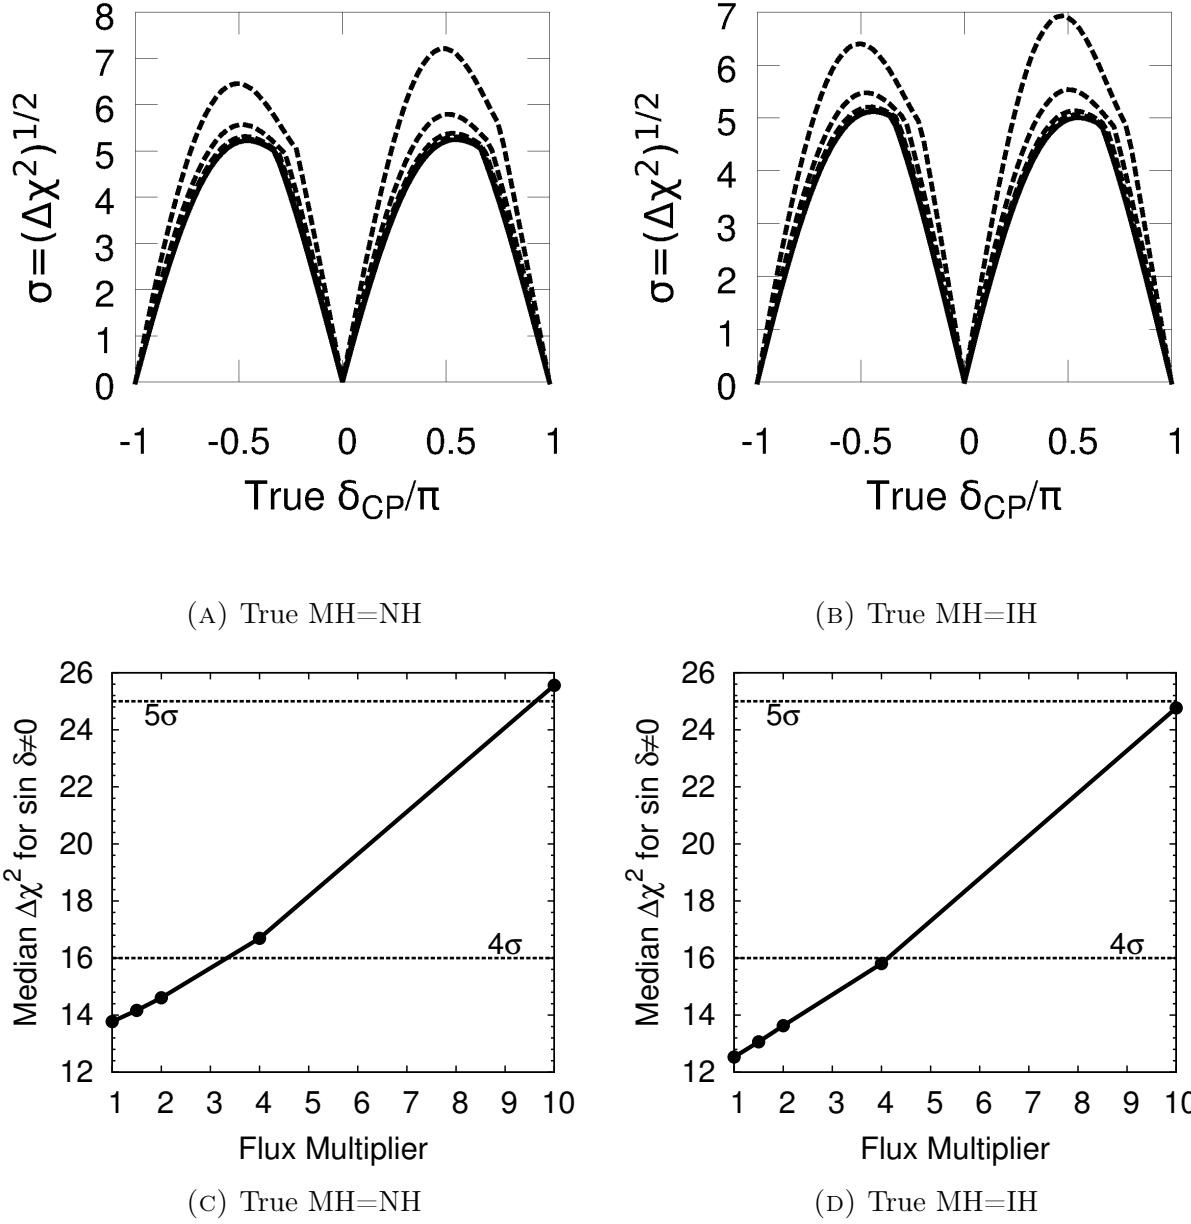 8
7
6
5
4
3
2
1
0
σ=(Δχ²)^1/2
-1 -0.5 0 0.5 1
True δCP/π
(A) True MH=NH
7
6
5
4
3
2
1
0
σ=(Δχ²)^1/2
-1 -0.5 0 0.5 1
True δCP/π
(B) True MH=IH
26
24
22
20
18
16
14
12
Median Δχ² for sin δ≠0
5σ
4σ
1 2 3 4 5 6 7 8 9 10
Flux Multiplier
(C) True MH=NH
26
24
22
20
18
16
14
12
Median Δχ² for sin δ≠0
5σ
4σ
1 2 3 4 5 6 7 8 9 10
Flux Multiplier
(D) True MH=IH